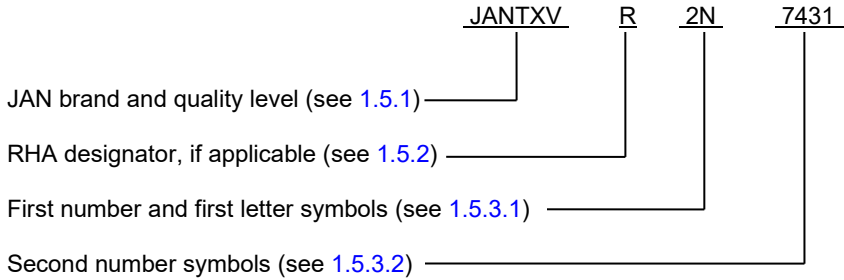 JANTXV R 2N 7431
JAN brand and quality level (see 1.5.1)
RHA designator, if applicable (see 1.5.2)
First number and first letter symbols (see 1.5.3.1)
Second number symbols (see 1.5.3.2)